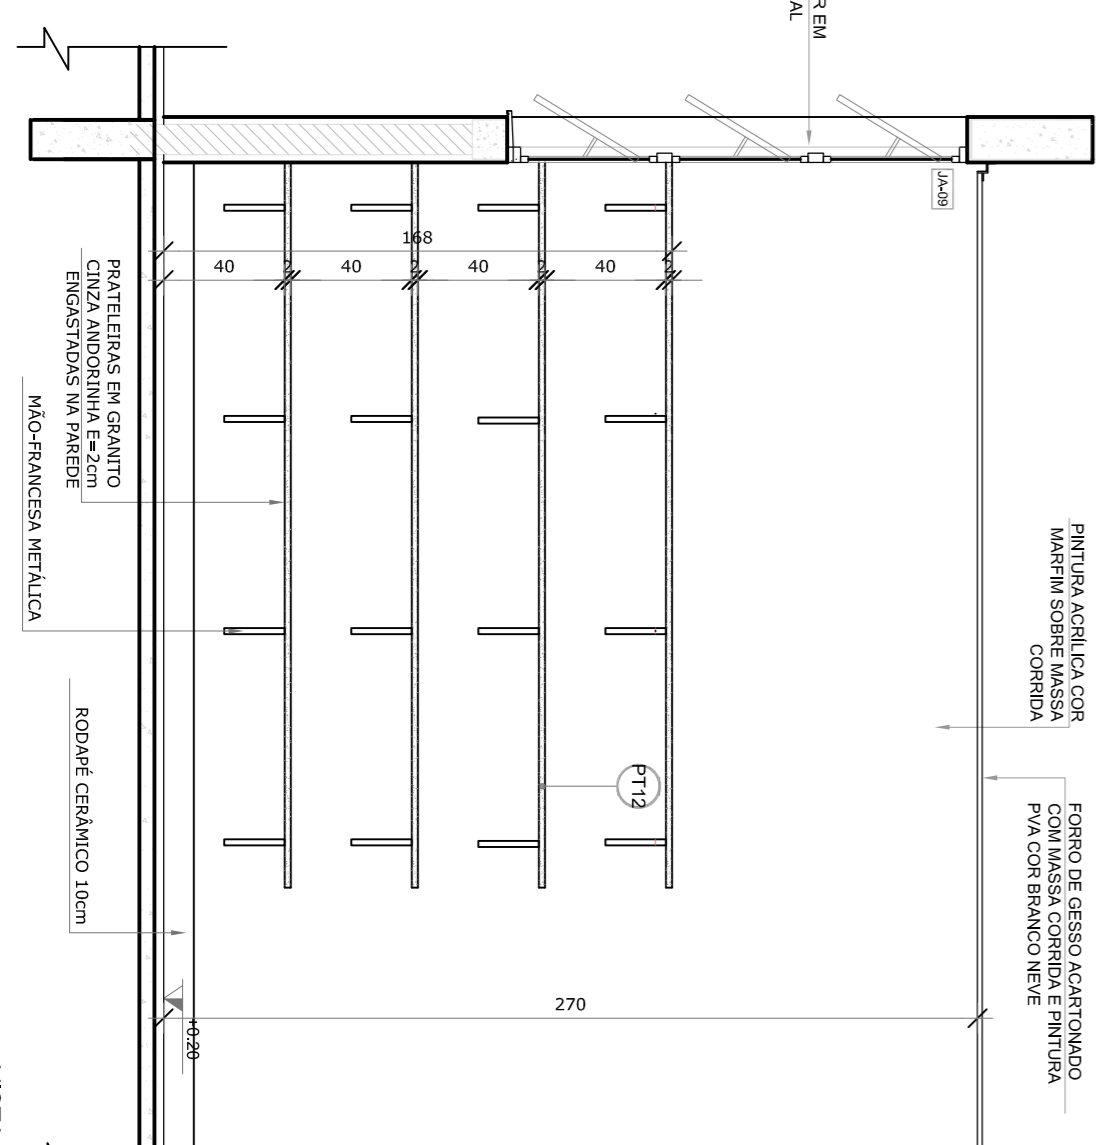 R EM
AL
JA-09
168
40
2
40
2
40
2
40
2
PRATELEIRAS EM GRANITO
CINZA ANDORINHA E=2cm
ENGASTADAS NA PAREDE
MÃO-FRANCESA METÁLICA
PINTURA ACRÍLICA COR
MARFIM SOBRE MASSA
CORRIDA
PT12
RODAPÉ CERÂMICO 10cm
FORRO DE GESSO ACARTONADO
COM MASSA CORRIDA E PINTURA
PVA COR BRANCO NEVE
270
+0.20